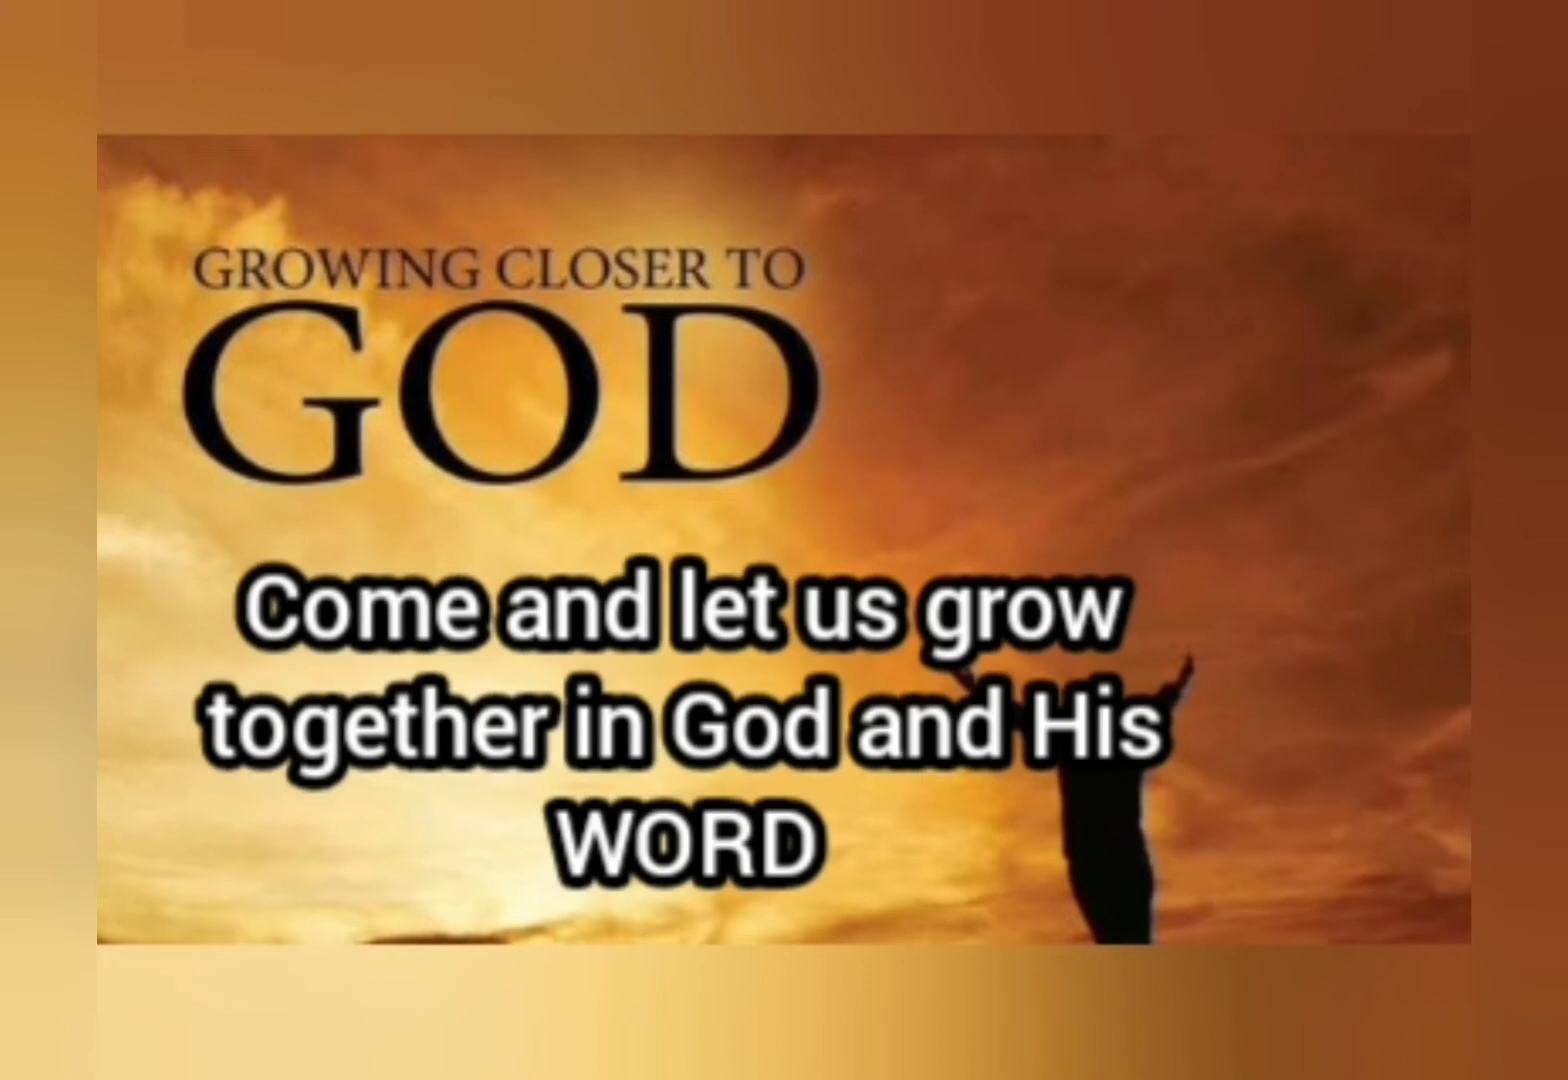 GROWING CLOSER TO
GOD
Come and let us grow
together in God and His
WORD